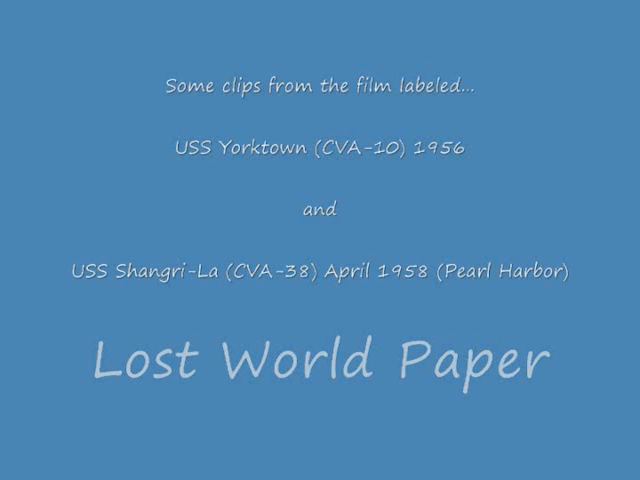 Some clips from the film labeled...
USS Yorktown (CVA-10) 1956
and
USS Shangri-La (CVA-38) April 1958 (Pearl Harbor)
Lost World Paper